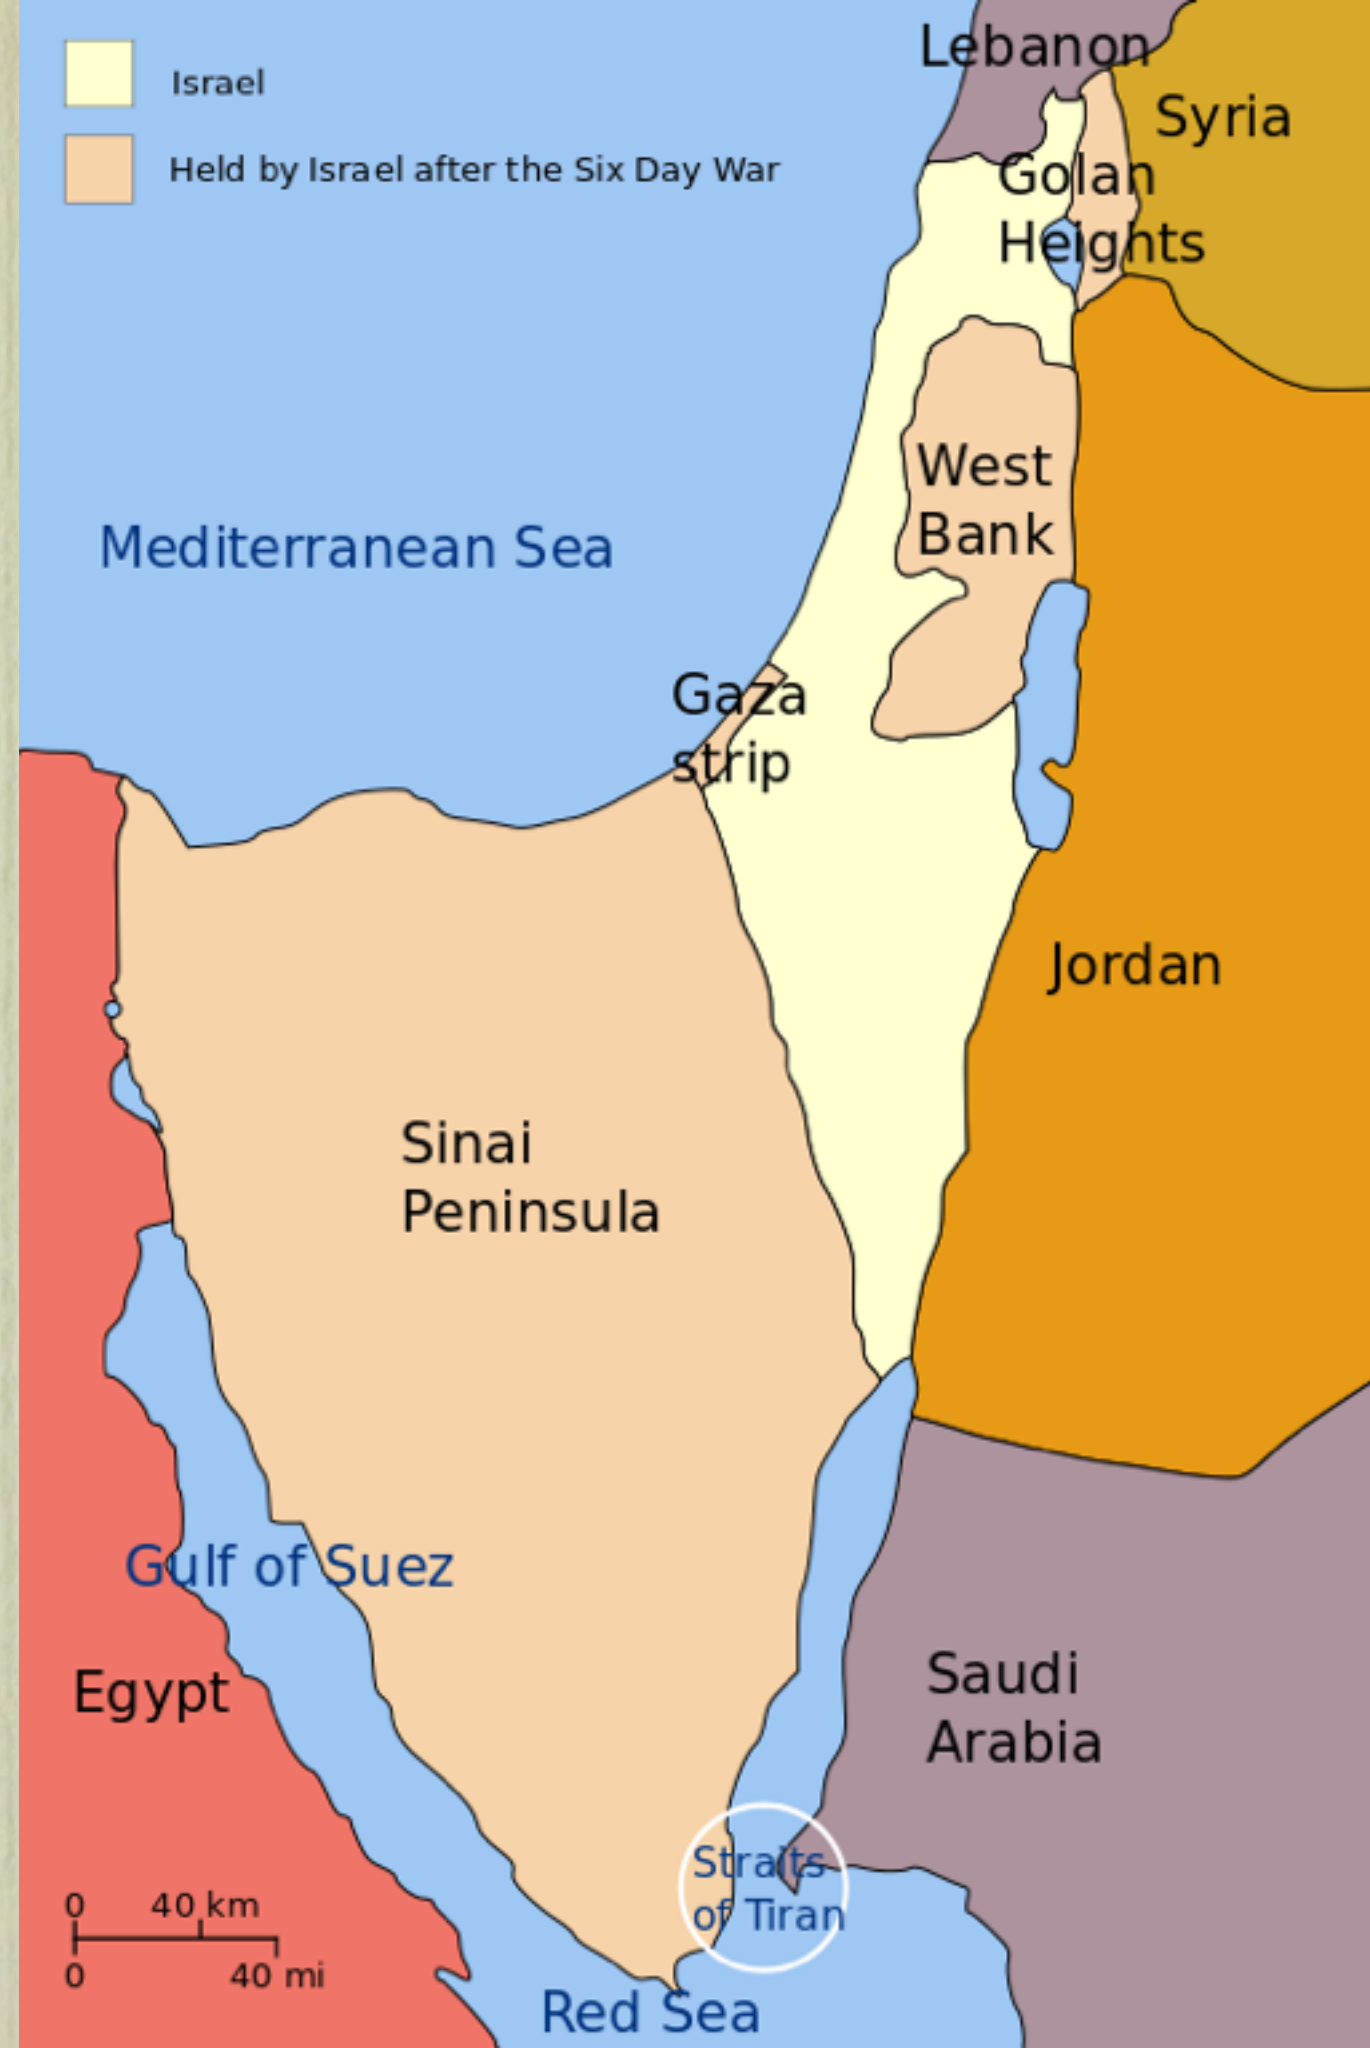 Israel
Held by Israel after the Six Day War
Lebanon
Syria
Golan
Heights
West
Bank
Mediterranean Sea
Gaza
strip
Jordan
Sinai
Peninsula
Gulf of Suez
Egypt
Saudi
Arabia
Straits
of Tiran
0 40 km
0 40 mi
Red Sea